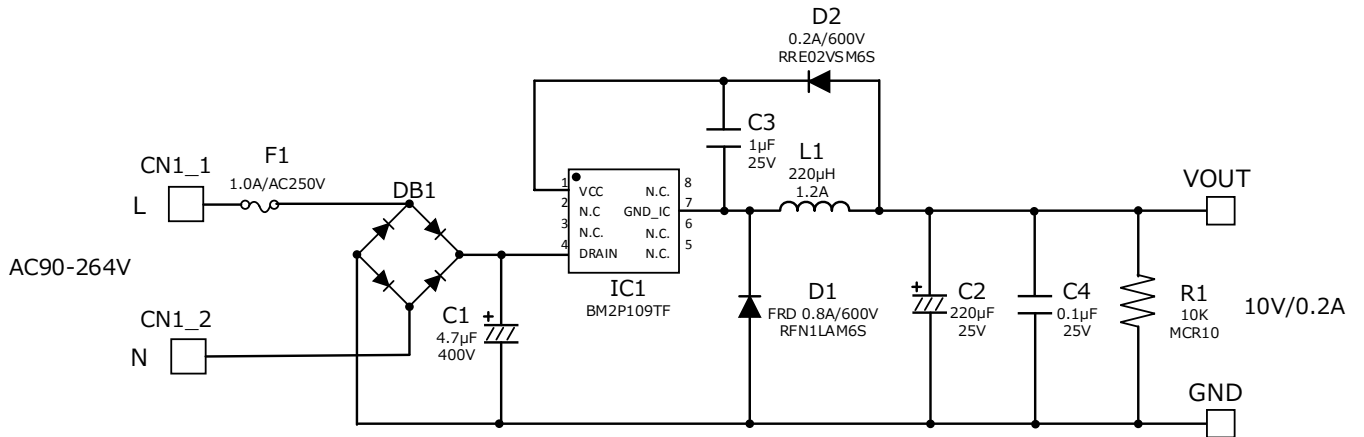 D2
0.2A/600V
RRE02VSM6S
C3
1µF
25V
L1
220µH
1.2A
CN1_1
L
F1
1.0A/AC250V
DB1
1 VCC N.C. 8
2 N.C GND_IC 7
3 N.C. N.C. 6
4 DRAIN N.C. 5
IC1
BM2P109TF
VOUT
AC90-264V
CN1_2
N
C1
+
4.7µF
400V
D1
FRD 0.8A/600V
RFN1LAM6S
+
C2
220µF
25V
C4
0.1µF
25V
R1
10K
MCR10
10V/0.2A
GND